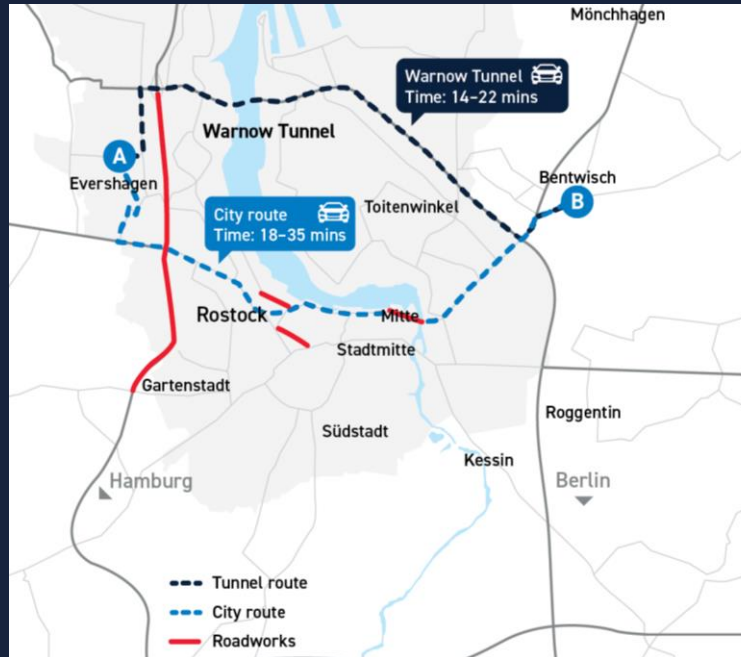 Mönchhagen
Warnow Tunnel
Time: 14–22 mins
Warnow Tunnel
A
Evershagen
Bentwisch
B
Toitenwinkel
City route
Time: 18–35 mins
Rostock
Mitte
Stadtmitte
Gartenstadt
Roggentin
Südstadt
Kessin
Hamburg
Berlin
Tunnel route
City route
Roadworks